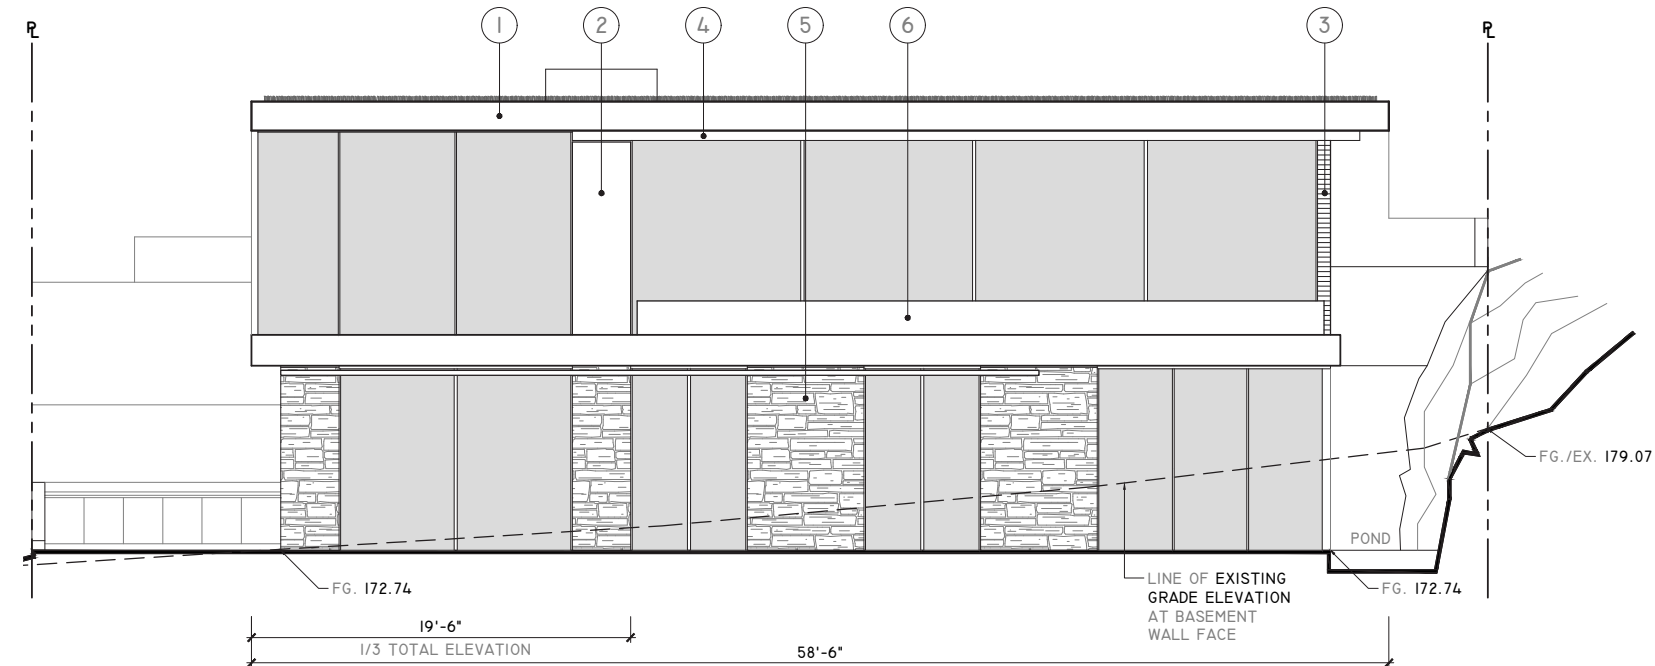 PL
1
2
4
5
6
3
PL
FG./EX. 179.07
POND
FG. 172.74
LINE OF EXISTING
GRADE ELEVATION
AT BASEMENT
WALL FACE
FG. 172.74
19'-6"
1/3 TOTAL ELEVATION
58'-6"